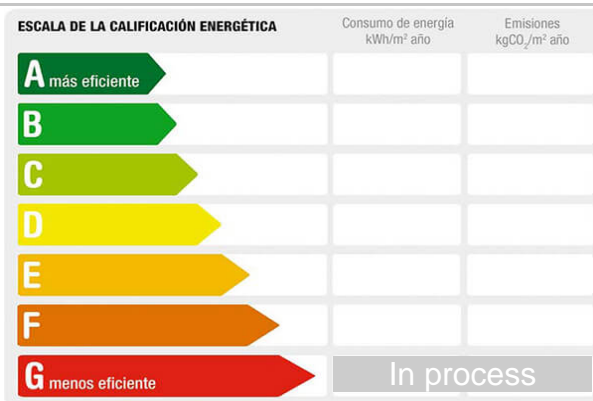 ESCALA DE LA CALIFICACIÓN ENERGÉTICA
Consumo de energía
kWh/m² año
Emisiones
kgCO₂/m² año
A más eficiente
B
C
D
E
F
G menos eficiente
In process